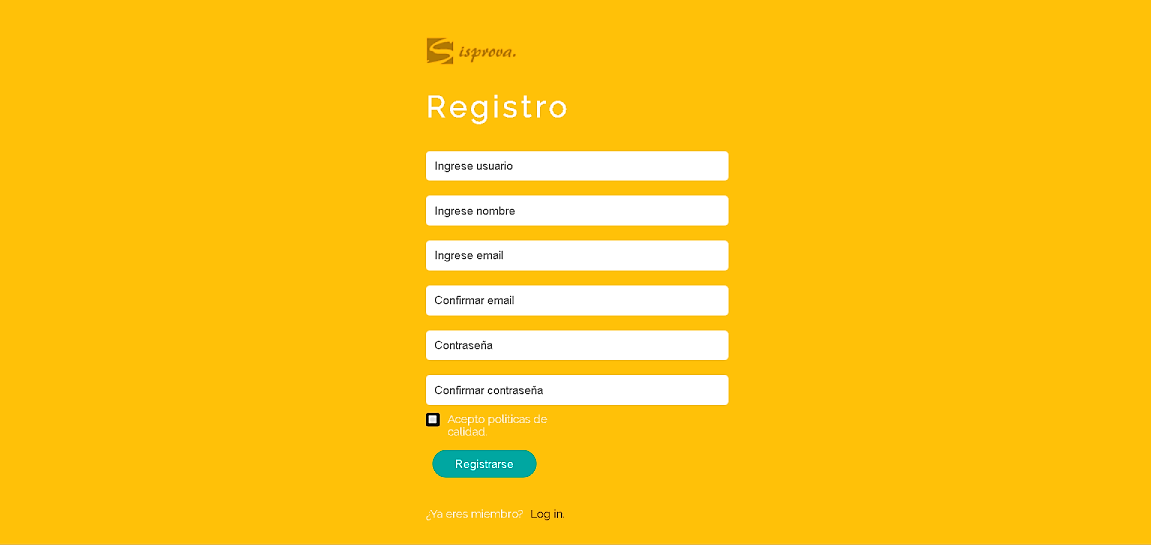 Sisprova.
Registro
Ingrese usuario
Ingrese nombre
Ingrese email
Confirmar email
Contraseña
Confirmar contraseña
Acepto políticas de
calidad.
Registrarse
¿Ya eres miembro? Log in.